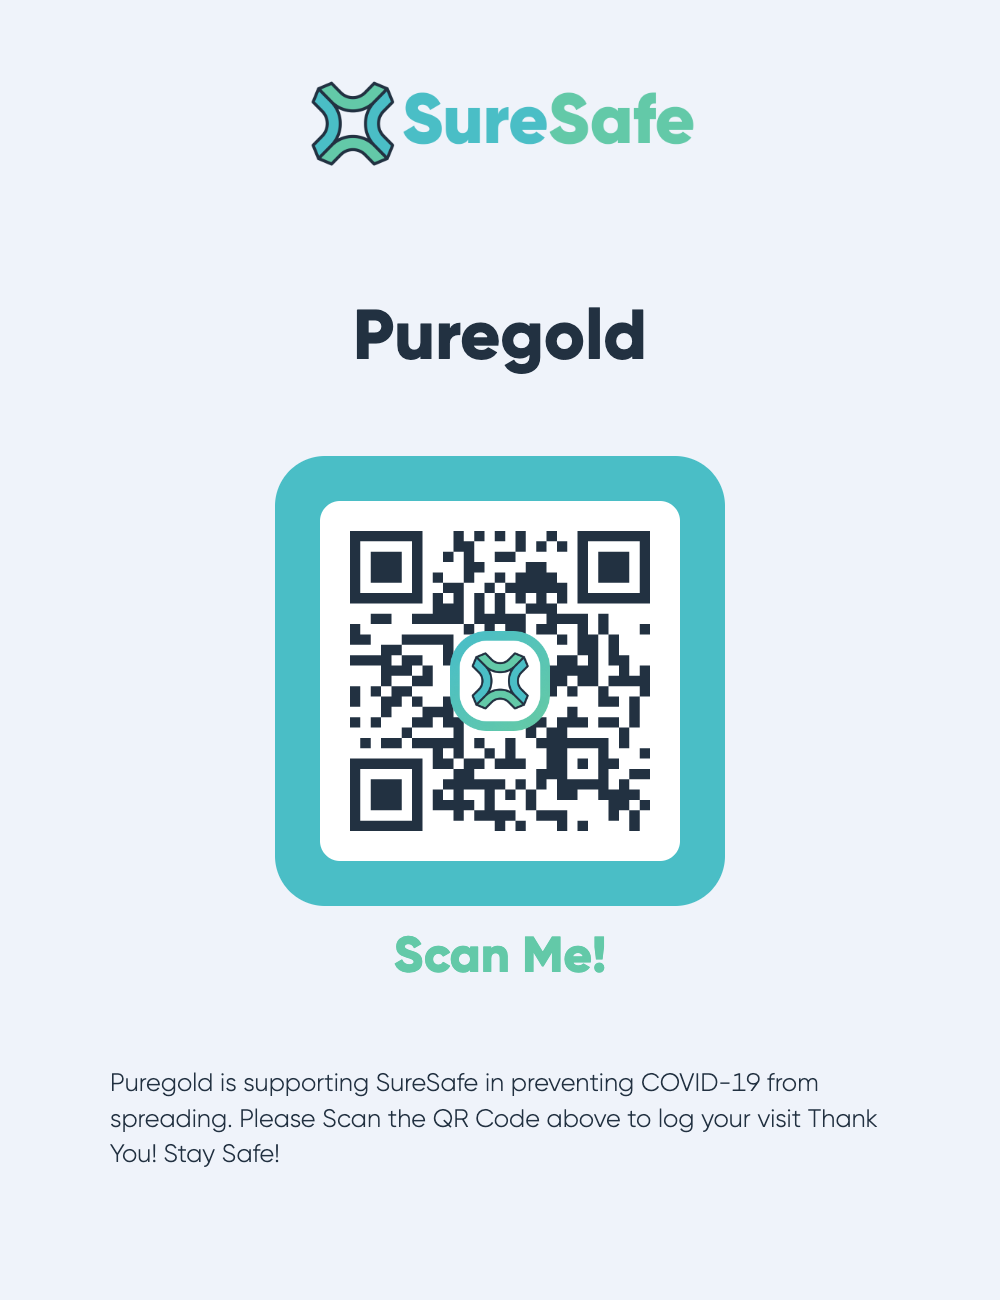 SureSafe
Puregold
Scan Me!
Puregold is supporting SureSafe in preventing COVID-19 from
spreading. Please Scan the QR Code above to log your visit Thank
You! Stay Safe!